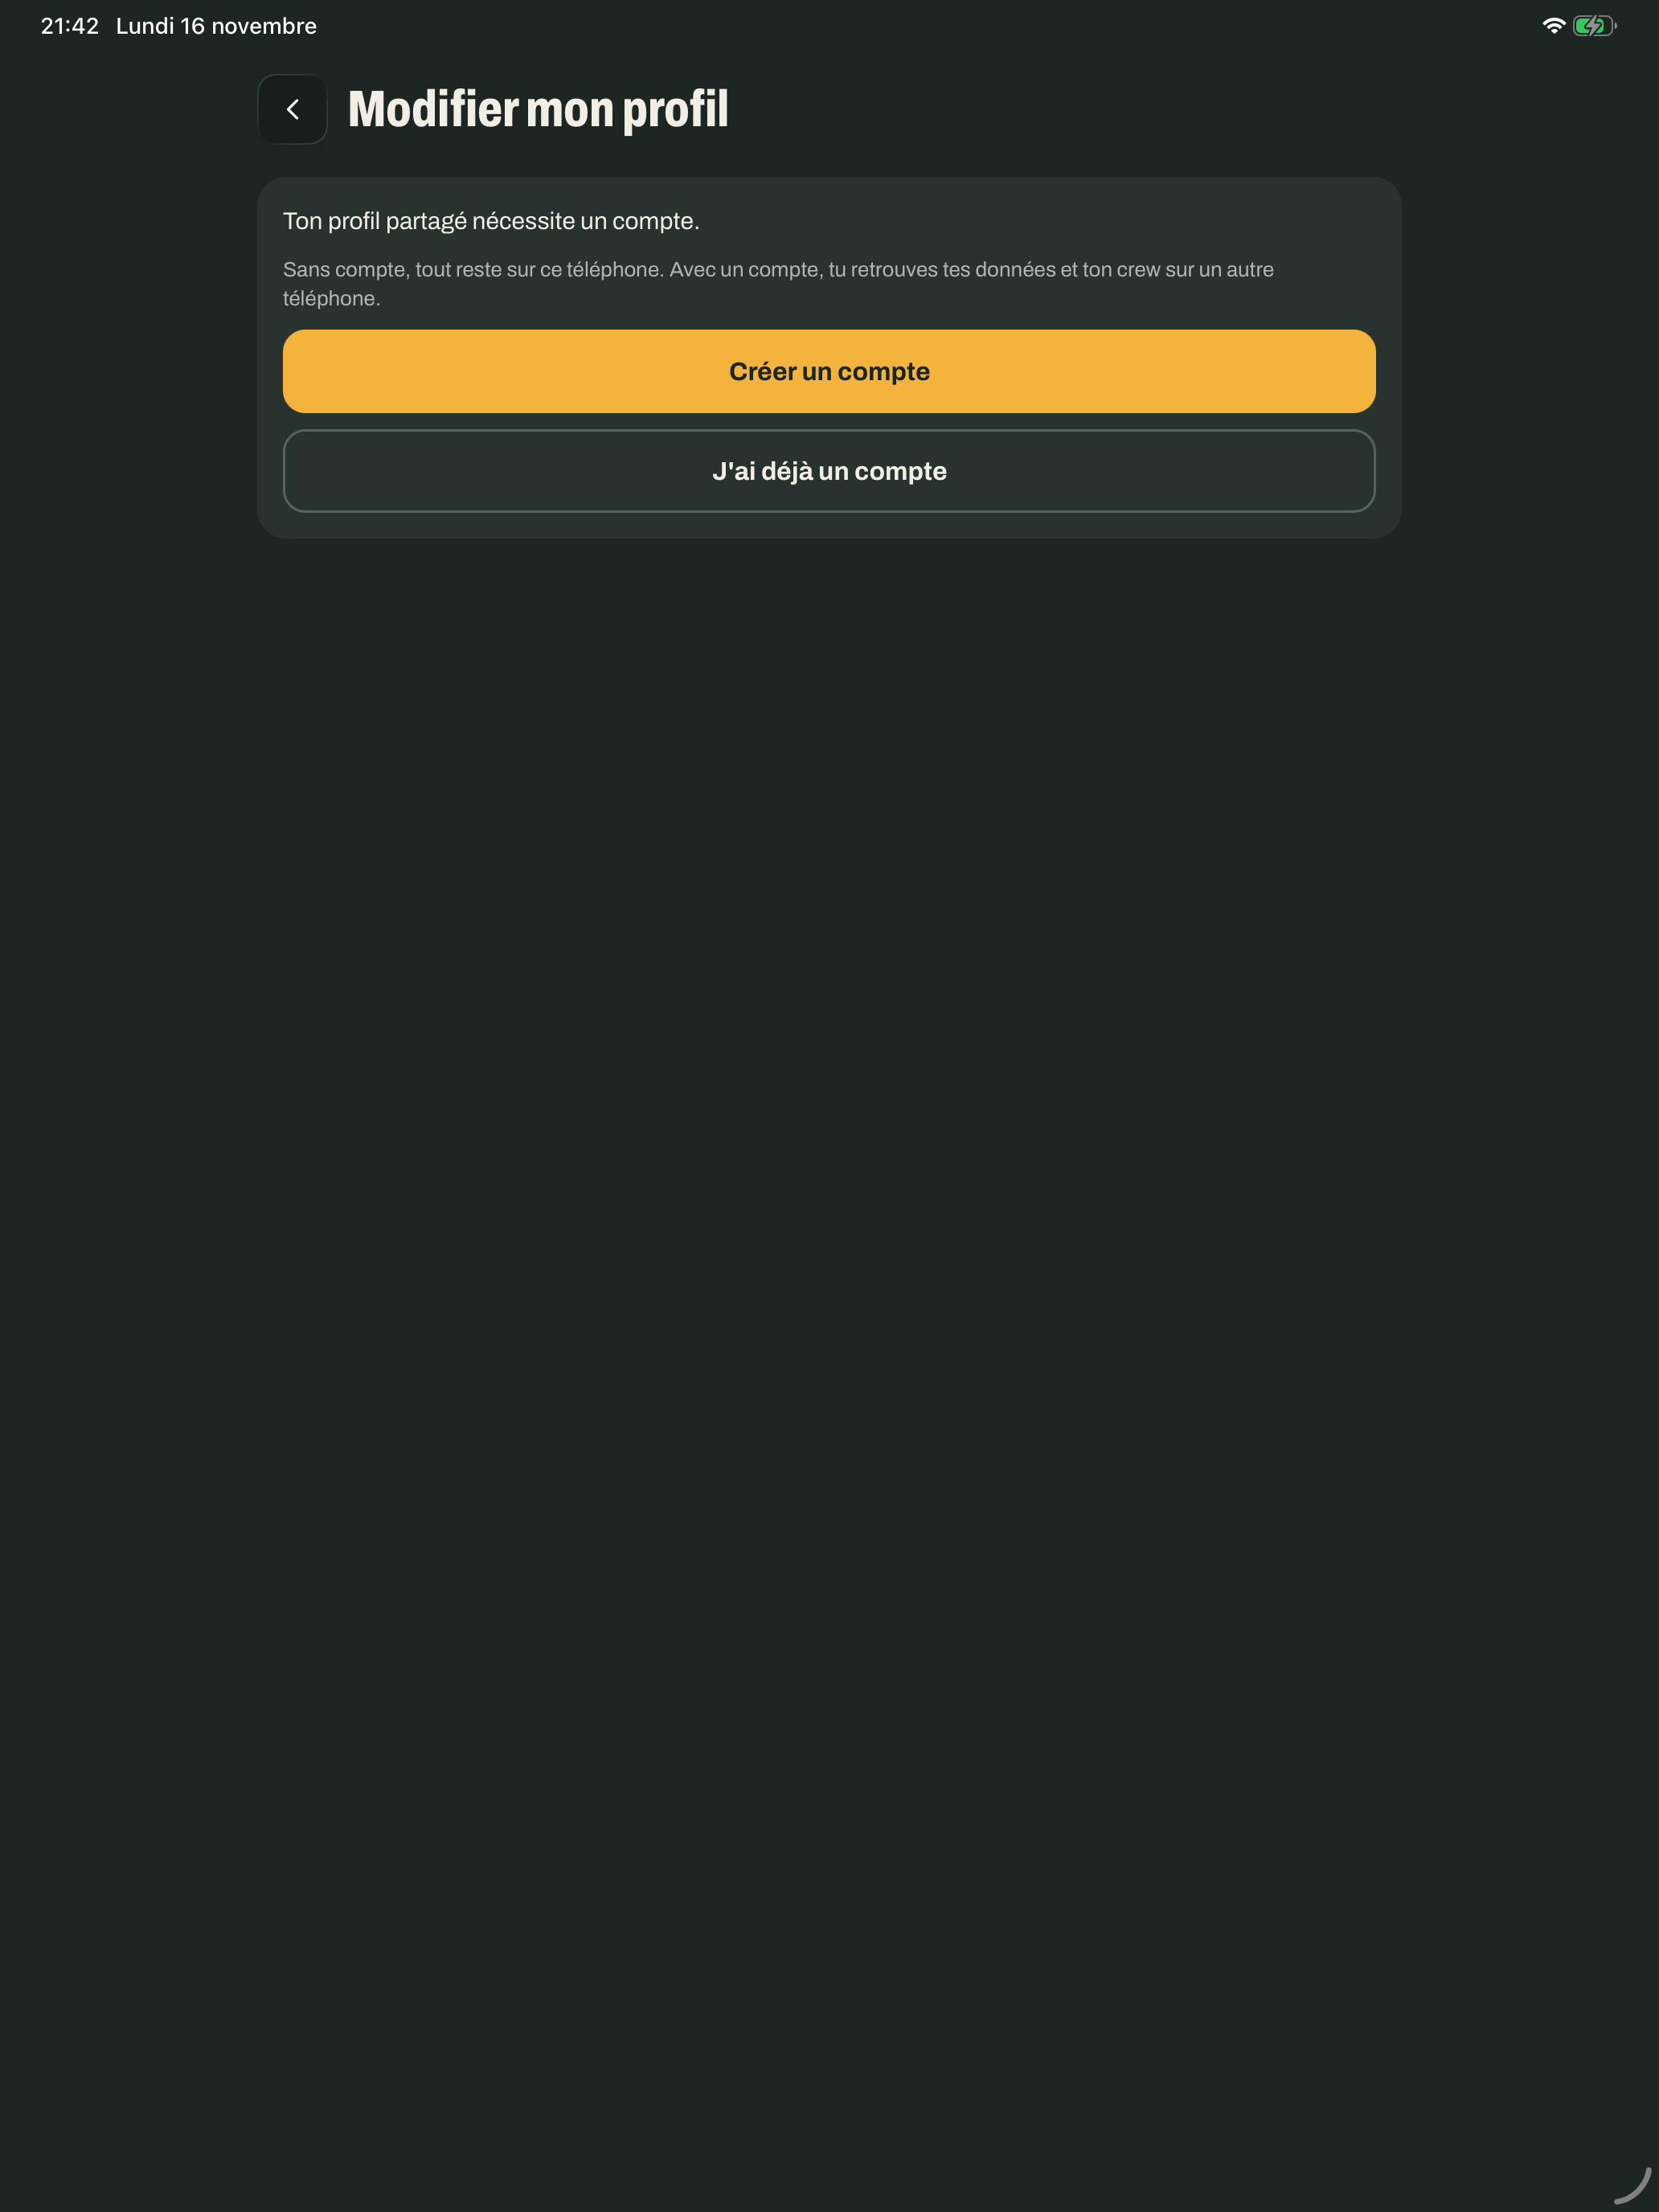 21:42 Lundi 16 novembre
Modifier mon profil
Ton profil partagé nécessite un compte.
Sans compte, tout reste sur ce téléphone. Avec un compte, tu retrouves tes données et ton crew sur un autre
téléphone.
Créer un compte
J'ai déjà un compte